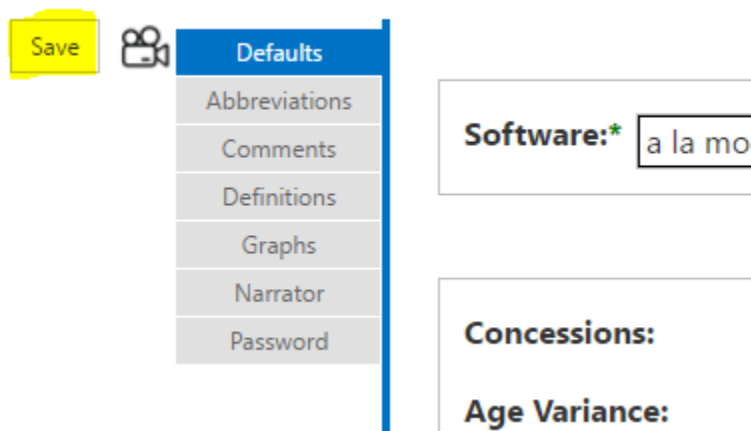 Save
Defaults
Abbreviations
Comments
Definitions
Graphs
Narrator
Password
Software:* a la mo
Concessions:
Age Variance: